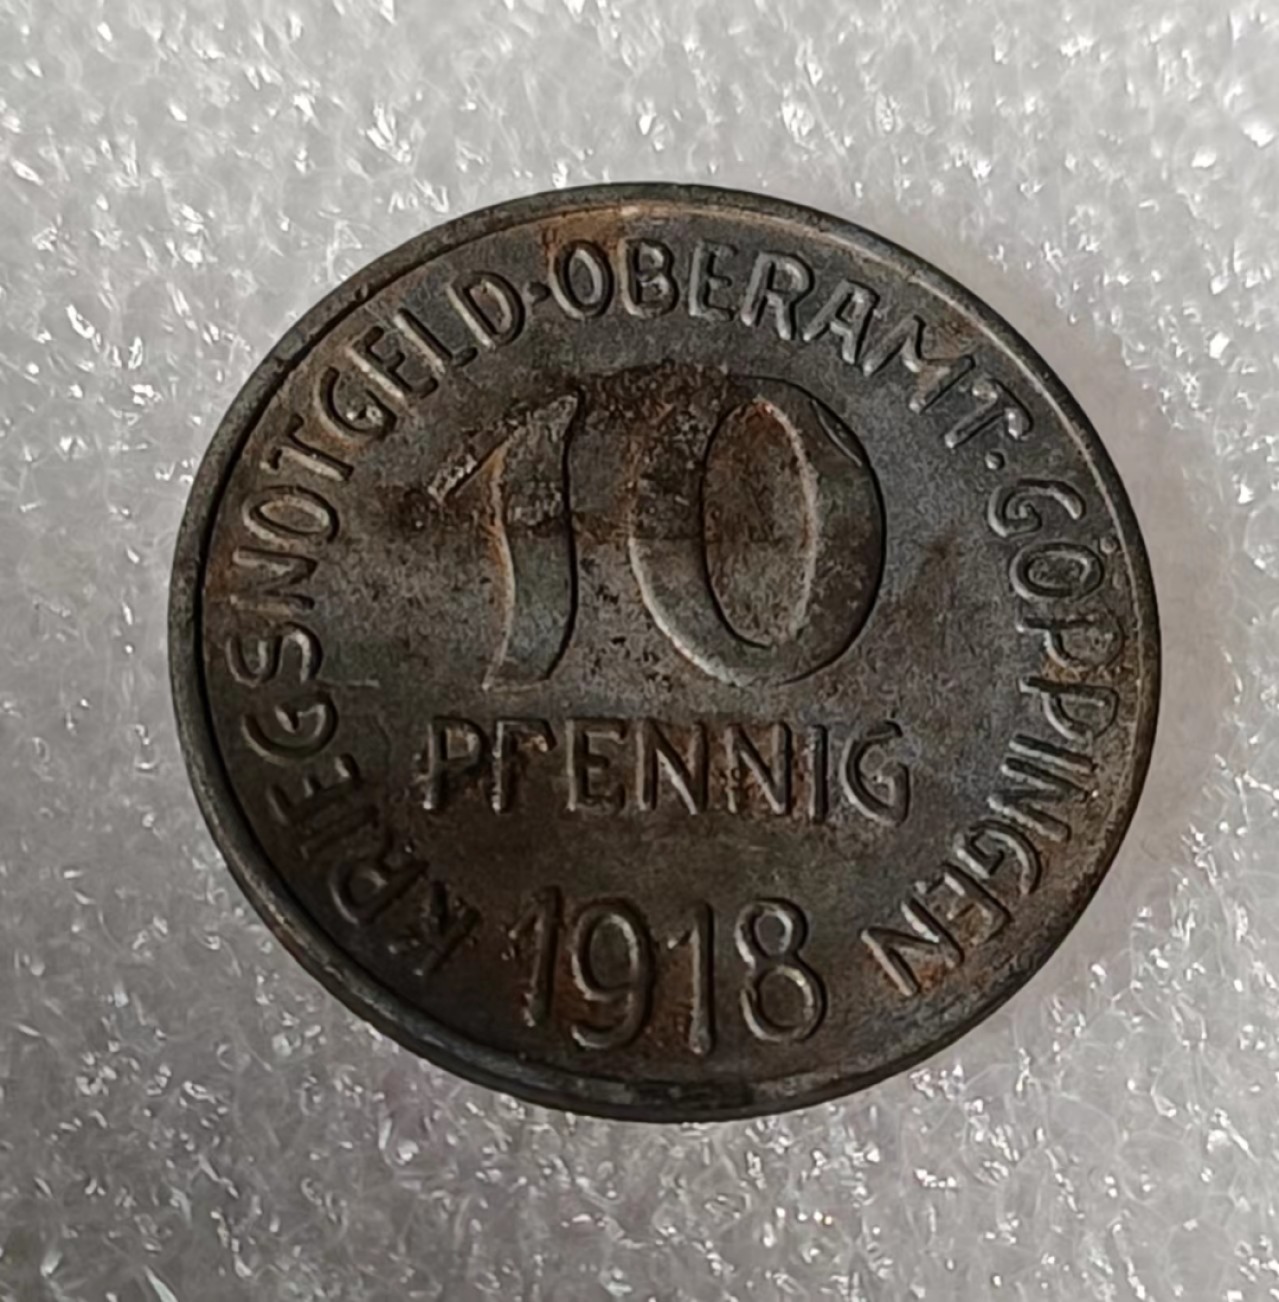 KRIEGSNOTGELD·OBERAMT·GÖPPINGEN
10
PFENNIG
1918